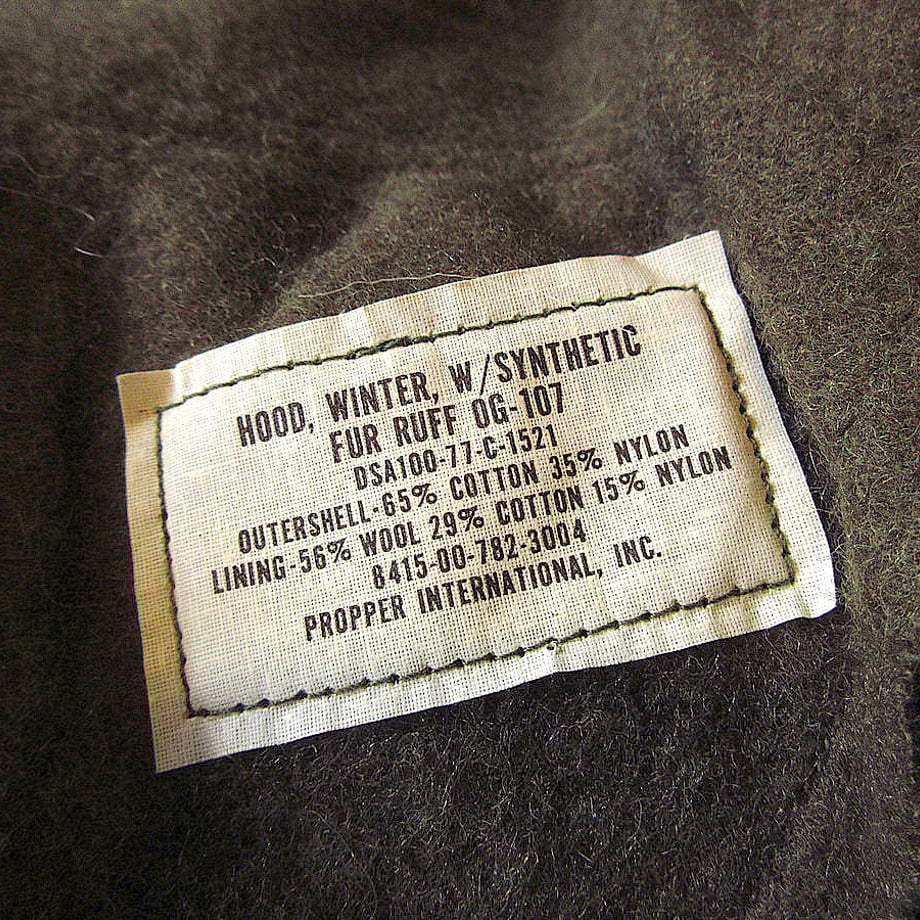 HOOD, WINTER, W/SYNTHETIC
FUR RUFF OG-107
DSA100-77-C-1521
OUTERSHELL-65% COTTON 35% NYLON
LINING-56% WOOL 29% COTTON 15% NYLON
8415-00-782-3004
PROPPER INTERNATIONAL, INC.